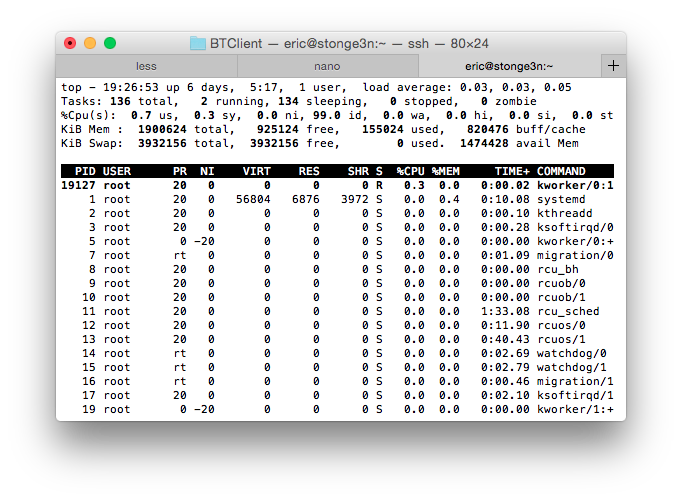 BTClient — eric@stonge3n:~ — ssh — 80×24
less nano eric@stonge3n:~ +
top - 19:26:53 up 6 days,  5:17,  1 user,  load average: 0.03, 0.03, 0.05
Tasks: 136 total,   2 running, 134 sleeping,   0 stopped,   0 zombie
%Cpu(s):  0.7 us,  0.3 sy,  0.0 ni, 99.0 id,  0.0 wa,  0.0 hi,  0.0 si,  0.0 st
KiB Mem :  1900624 total,   925124 free,   155024 used,   820476 buff/cache
KiB Swap:  3932156 total,  3932156 free,        0 used.  1474428 avail Mem
  PID USER      PR  NI    VIRT    RES    SHR S  %CPU %MEM     TIME+ COMMAND
19127 root      20   0       0      0      0 R   0.3  0.0   0:00.02 kworker/0:1
    1 root      20   0   56804   6876   3972 S   0.0  0.4   0:10.08 systemd
    2 root      20   0       0      0      0 S   0.0  0.0   0:00.10 kthreadd
    3 root      20   0       0      0      0 S   0.0  0.0   0:00.28 ksoftirqd/0
    5 root       0 -20       0      0      0 S   0.0  0.0   0:00.00 kworker/0:+
    7 root      rt   0       0      0      0 S   0.0  0.0   0:01.09 migration/0
    8 root      20   0       0      0      0 S   0.0  0.0   0:00.00 rcu_bh
    9 root      20   0       0      0      0 S   0.0  0.0   0:00.00 rcuob/0
   10 root      20   0       0      0      0 S   0.0  0.0   0:00.00 rcuob/1
   11 root      20   0       0      0      0 S   0.0  0.0   1:33.08 rcu_sched
   12 root      20   0       0      0      0 S   0.0  0.0   0:11.90 rcuos/0
   13 root      20   0       0      0      0 S   0.0  0.0   0:40.43 rcuos/1
   14 root      rt   0       0      0      0 S   0.0  0.0   0:02.69 watchdog/0
   15 root      rt   0       0      0      0 S   0.0  0.0   0:02.79 watchdog/1
   16 root      rt   0       0      0      0 S   0.0  0.0   0:00.46 migration/1
   17 root      20   0       0      0      0 S   0.0  0.0   0:02.10 ksoftirqd/1
   19 root       0 -20       0      0      0 S   0.0  0.0   0:00.00 kworker/1:+